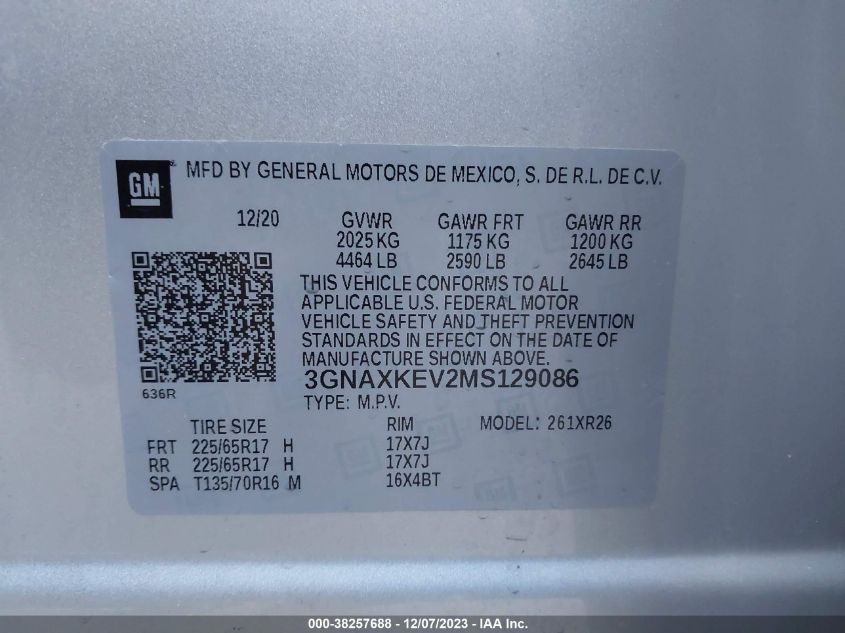 GM
MFD BY GENERAL MOTORS DE MEXICO, S. DE R.L. DE C.V.
12/20 GVWR GAWR FRT GAWR RR
2025 KG 1175 KG 1200 KG
4464 LB 2590 LB 2645 LB
THIS VEHICLE CONFORMS TO ALL
APPLICABLE U.S. FEDERAL MOTOR
VEHICLE SAFETY AND THEFT PREVENTION
STANDARDS IN EFFECT ON THE DATE OF
MANUFACTURE SHOWN ABOVE.
3GNAXKEV2MS129086
636R
TYPE: M.P.V.
TIRE SIZE RIM MODEL: 261XR26
FRT 225/65R17 H 17X7J
RR 225/65R17 H 17X7J
SPA T135/70R16 M 16X4BT
000-38257688 - 12/07/2023 - IAA Inc.